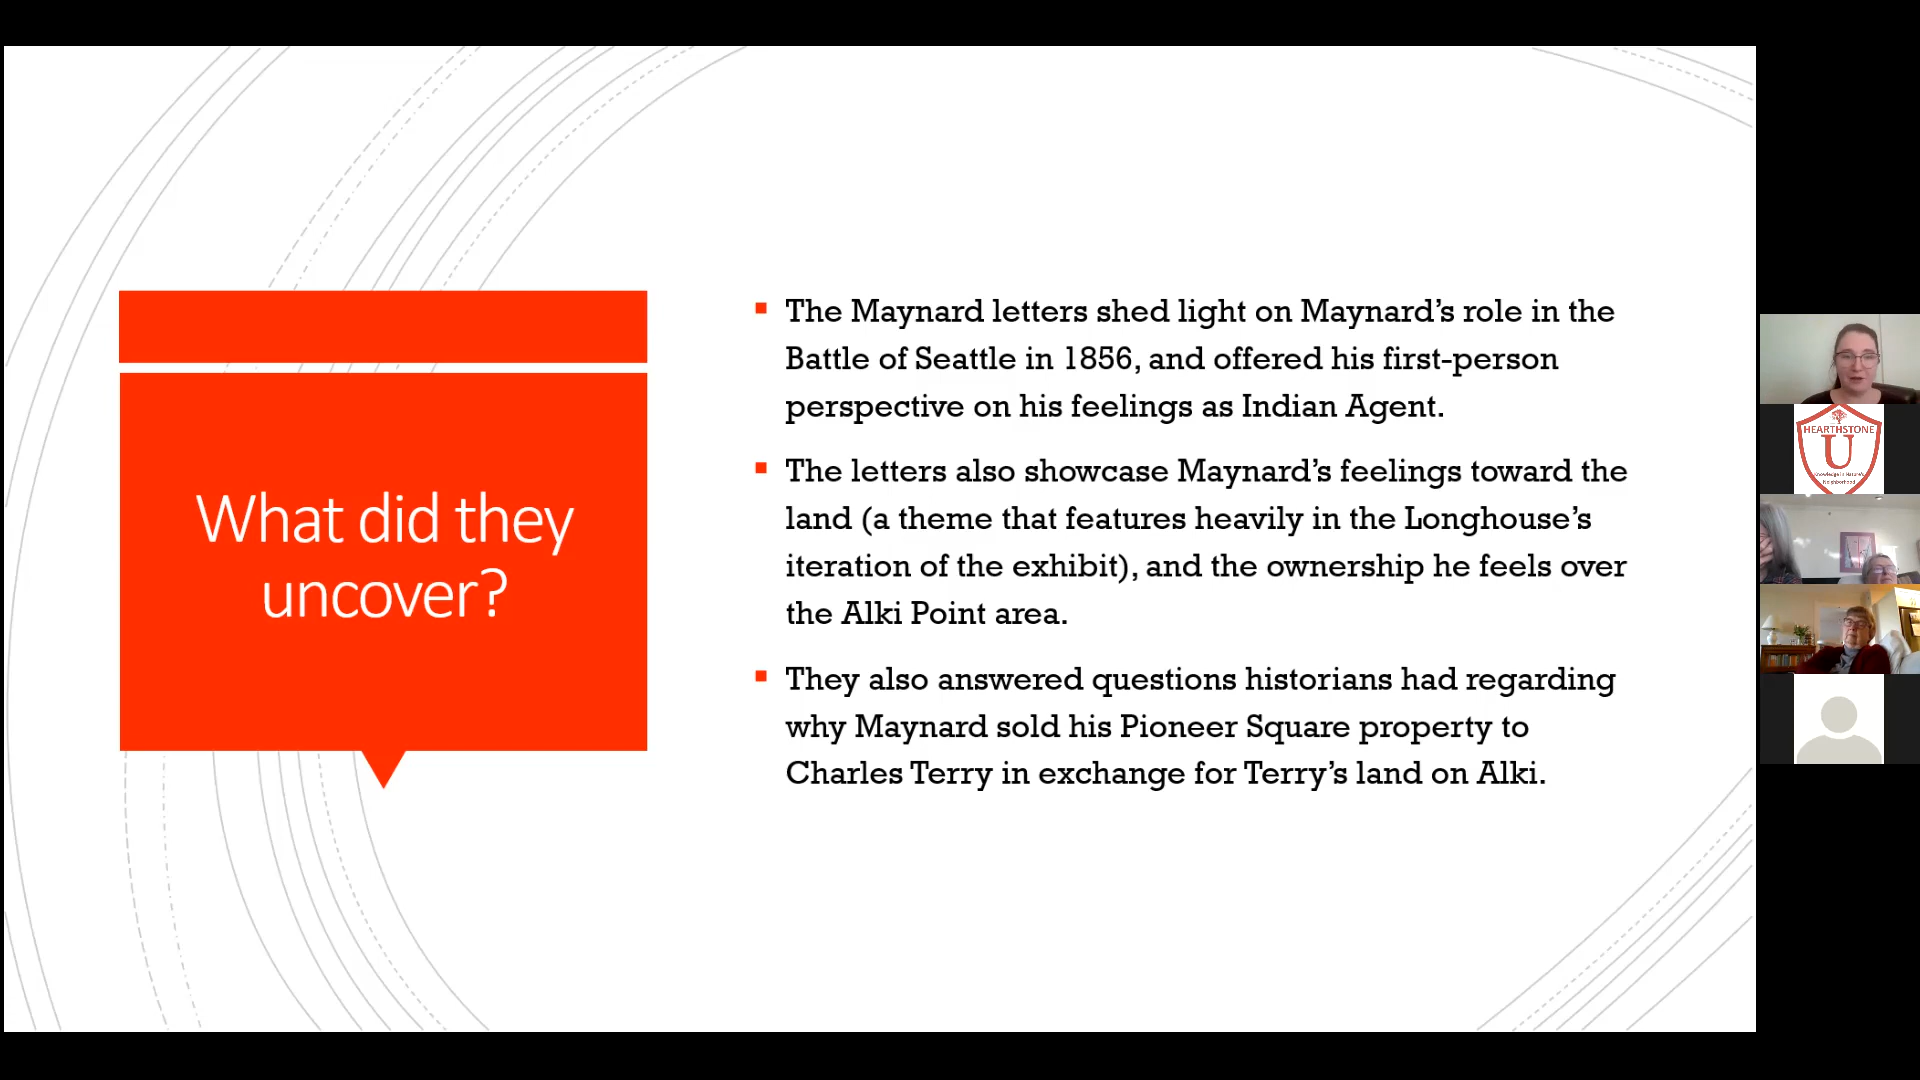 What did they
uncover?
The Maynard letters shed light on Maynard’s role in the
Battle of Seattle in 1856, and offered his first-person
perspective on his feelings as Indian Agent.
The letters also showcase Maynard’s feelings toward the
land (a theme that features heavily in the Longhouse’s
iteration of the exhibit), and the ownership he feels over
the Alki Point area.
They also answered questions historians had regarding
why Maynard sold his Pioneer Square property to
Charles Terry in exchange for Terry’s land on Alki.
HEARTHSTONE
U
Knowledge in Nature's
Neighborhood